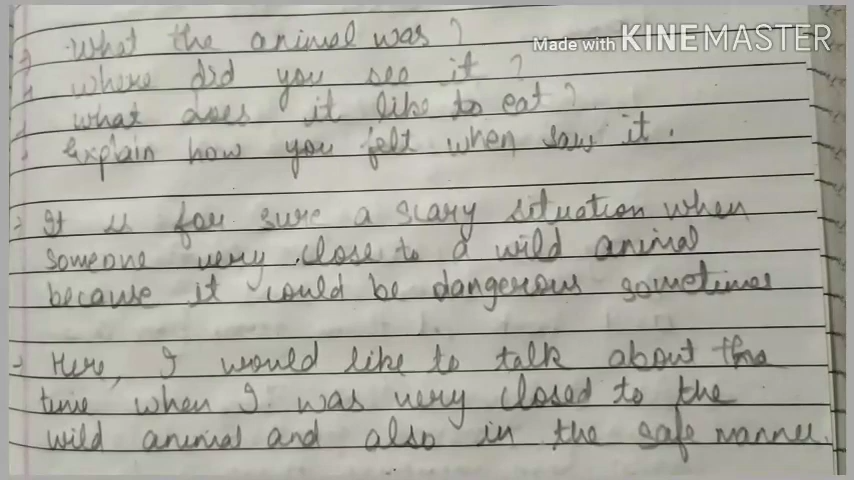 Made with KINEMASTER
What the animal was?
where did you see it?
what does it like to eat?
Explain how you felt when saw it.
It is for sure a scary situation when
someone very close to a wild animal
because it could be dangerous sometimes
Here, I would like to talk about the
time when I was very closed to the
wild animal and also in the safe manner.